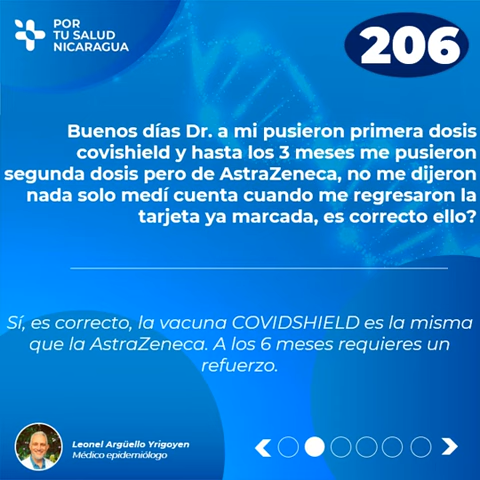 POR
TU SALUD
NICARAGUA
206
Buenos días Dr. a mi pusieron primera dosis
covishield y hasta los 3 meses me pusieron
segunda dosis pero de AstraZeneca, no me dijeron
nada solo medí cuenta cuando me regresaron la
tarjeta ya marcada, es correcto ello?
Sí, es correcto, la vacuna COVIDSHIELD es la misma
que la AstraZeneca. A los 6 meses requieres un
refuerzo.
Leonel Argüello Yrigoyen
Médico epidemiólogo